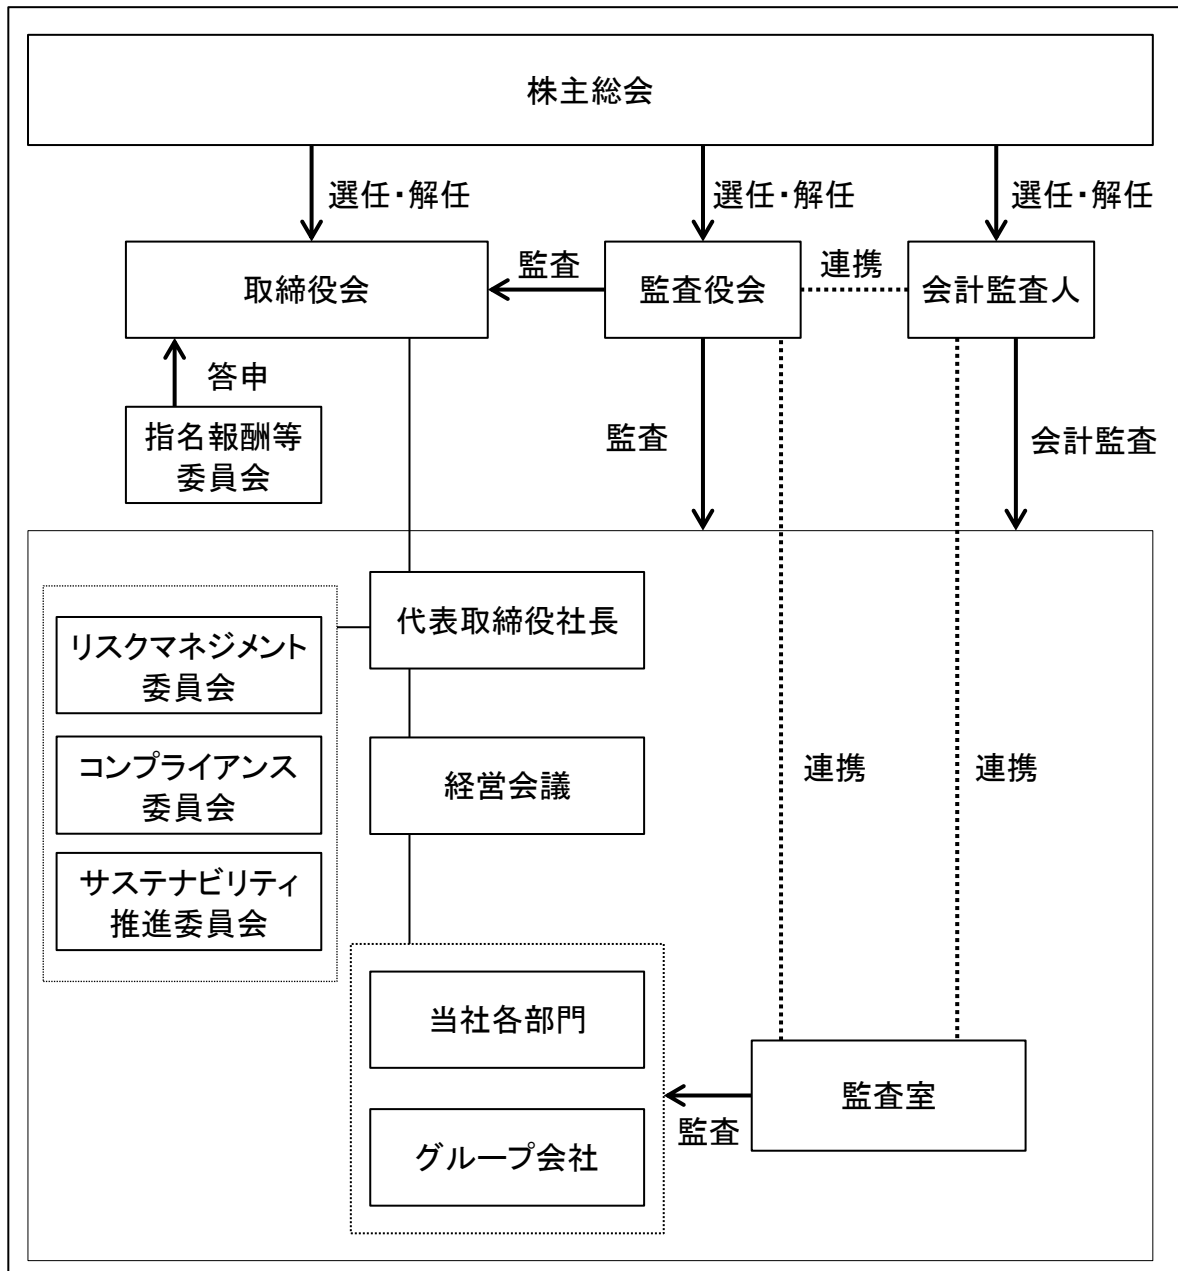 株主総会
選任・解任
選任・解任
選任・解任
取締役会
監査
監査役会
連携
会計監査人
答申
指名報酬等
委員会
監査
会計監査
代表取締役社長
リスクマネジメント
委員会
コンプライアンス
委員会
経営会議
連携
連携
サステナビリティ
推進委員会
当社各部門
監査室
監査
グループ会社